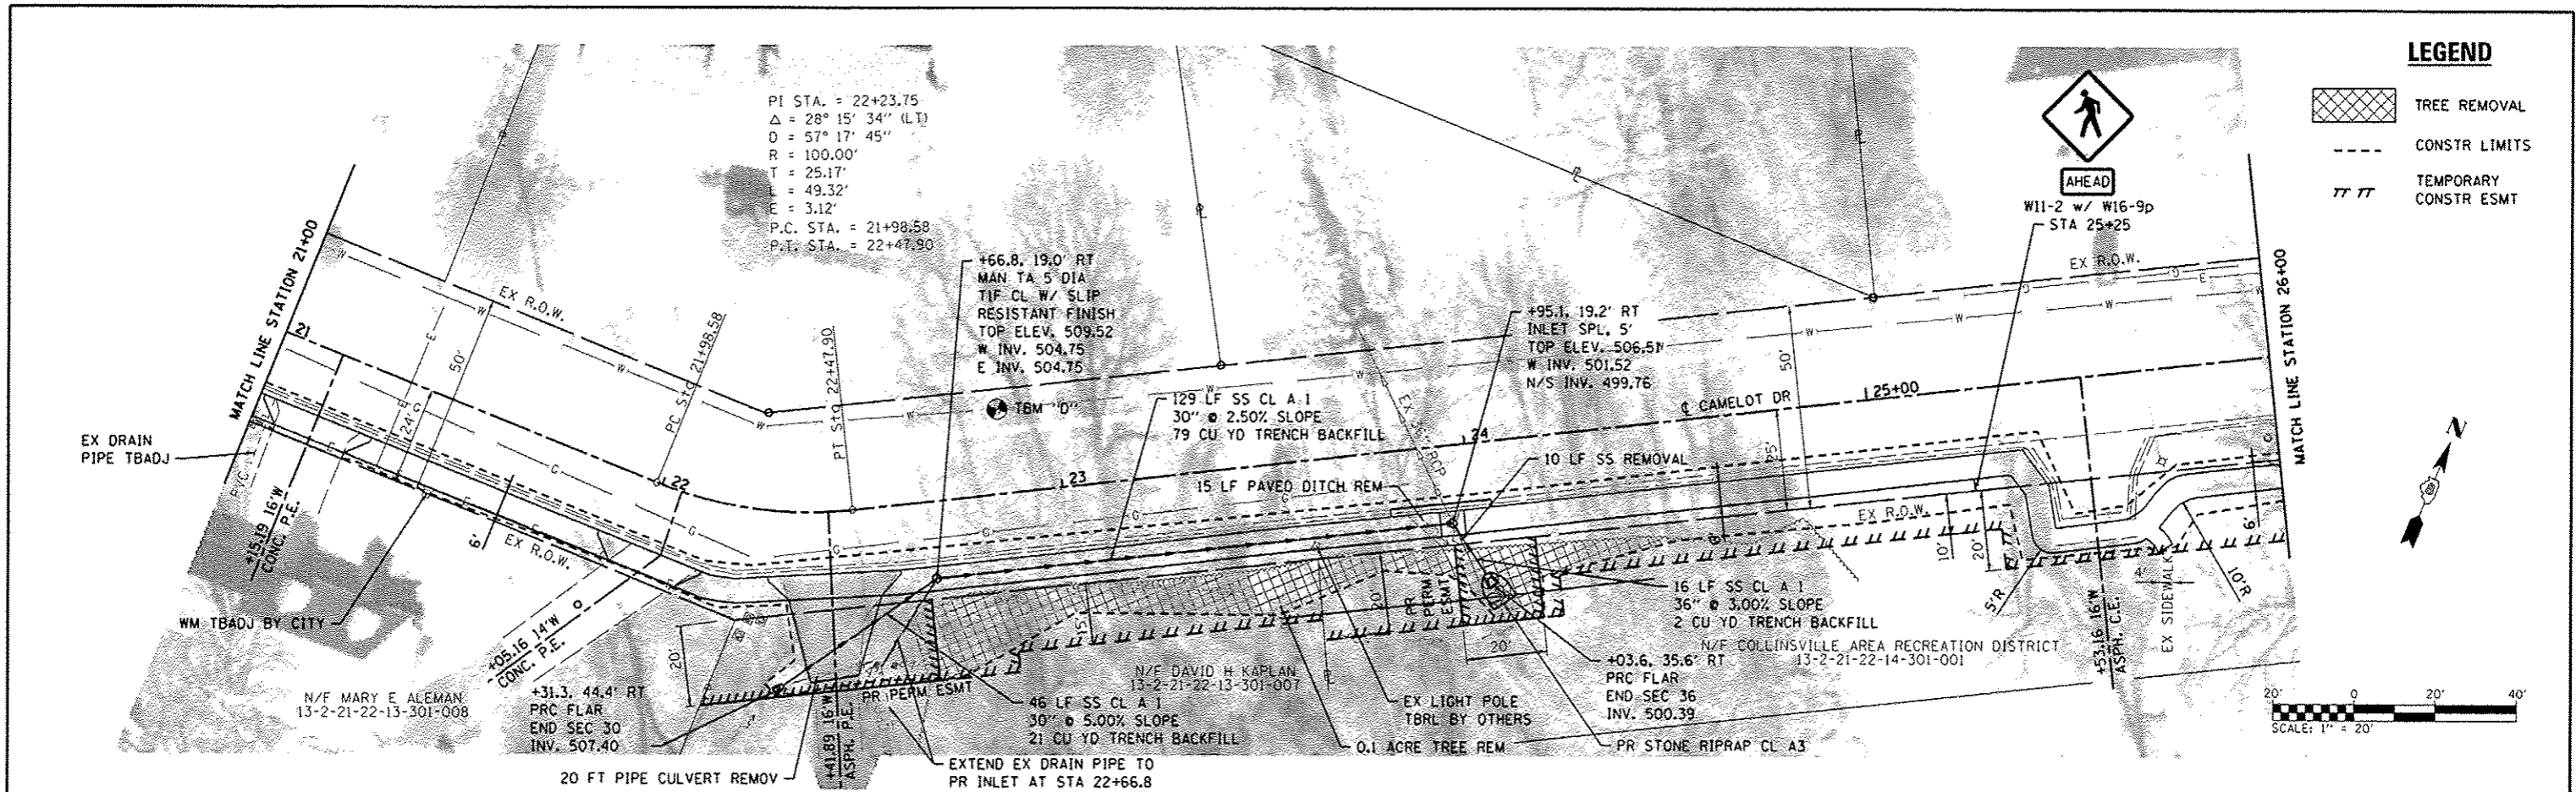 LEGEND
TREE REMOVAL
CONSTR LIMITS
TEMPORARY
CONSTR ESMT
PI STA. = 22+23.75
Δ = 28° 15' 34" (LT)
D = 57° 17' 45"
R = 100.00'
T = 25.17'
L = 49.32'
E = 3.12'
P.C. STA. = 21+98.58
P.T. STA. = 22+47.90
AHEAD
W11-2 w/ W16-9p
STA 25+25
MATCH LINE STATION 21+00
MATCH LINE STATION 26+00
EX R.O.W.
EX R.O.W.
EX R.O.W.
EX R.O.W.
50'
24'
PC Sta 21+98.58
PT Sta 22+47.90
21
22
23
24
25+00
℄ CAMELOT DR
50'
25'
+66.8, 19.0' RT
MAN TA 5 DIA
TIF CL W/ SLIP
RESISTANT FINISH
TOP ELEV. 509.52
W INV. 504.75
E INV. 504.75
TBM "D"
129 LF SS CL A 1
30" @ 2.50% SLOPE
79 CU YD TRENCH BACKFILL
EX 36" RCP
+95.1, 19.2' RT
INLET SPL, 5'
TOP ELEV. 506.51
W INV. 501.52
N/S INV. 499.76
10 LF SS REMOVAL
15 LF PAVED DITCH REM
EX DRAIN
PIPE TBADJ
+15.19 16'W
CONC. P.E.
6'
WM TBADJ BY CITY
+05.16 14'W
CONC. P.E.
N/F MARY E ALEMAN
13-2-21-22-13-301-008
20'
+31.3, 44.4' RT
PRC FLAR
END SEC 30
INV. 507.40
20 FT PIPE CULVERT REMOV
+41.89 16'W
ASPH. P.E.
PR PERM ESMT
EXTEND EX DRAIN PIPE TO
PR INLET AT STA 22+66.8
46 LF SS CL A 1
30" @ 5.00% SLOPE
21 CU YD TRENCH BACKFILL
N/F DAVID H KAPLAN
13-2-21-22-13-301-007
15'
20'
PR
PERM
ESMT
20'
EX LIGHT POLE
TBRL BY OTHERS
0.1 ACRE TREE REM
PR STONE RIPRAP CL A3
+03.6, 35.6' RT
PRC FLAR
END SEC 36
INV. 500.39
16 LF SS CL A 1
36" @ 3.00% SLOPE
2 CU YD TRENCH BACKFILL
N/F COLLINSVILLE AREA RECREATION DISTRICT
13-2-21-22-14-301-001
10'
20'
5'R
+53.16 16'W
ASPH. C.E.
EX SIDEWALK
4'
10'R
6'
N
20' 0 20' 40'
SCALE: 1" = 20'